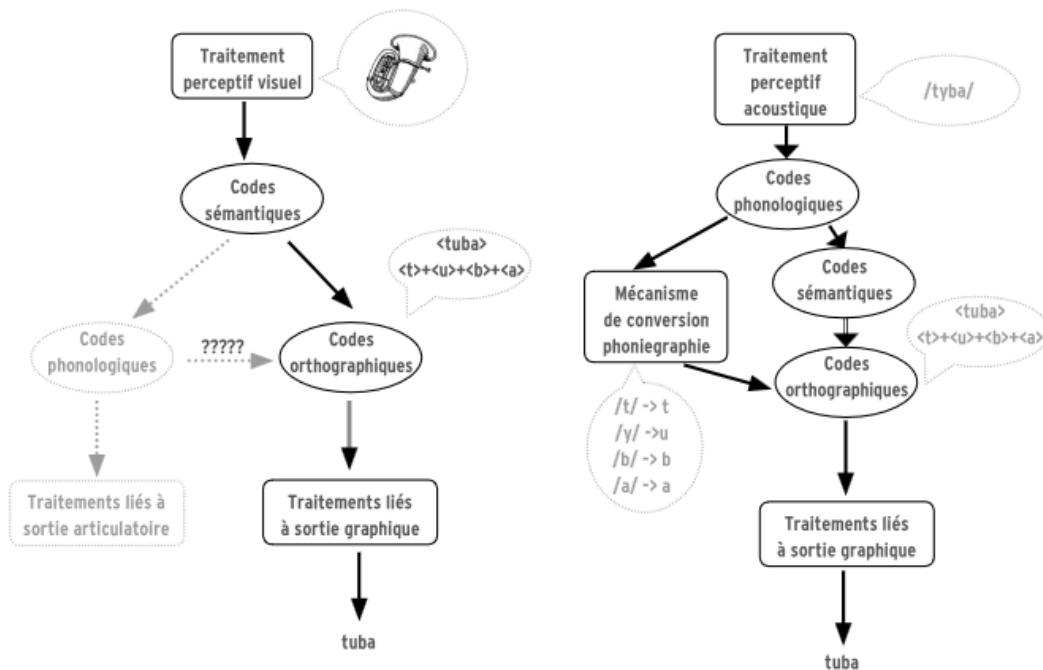 Traitement
perceptif visuel
Codes
sémantiques
<tuba>
<t>+<u>+<b>+<a>
Codes
phonologiques
?????
Codes
orthographiques
Traitements liés à
sortie articulatoire
Traitements liés
à sortie graphique
tuba
Traitement
perceptif
acoustique
/tyba/
Codes
phonologiques
Mécanisme
de conversion
phoniegraphie
Codes
sémantiques
<tuba>
<t>+<u>+<b>+<a>
Codes
orthographiques
/t/ -> t
/y/ ->u
/b/ -> b
/a/ -> a
Traitements liés
à sortie graphique
tuba